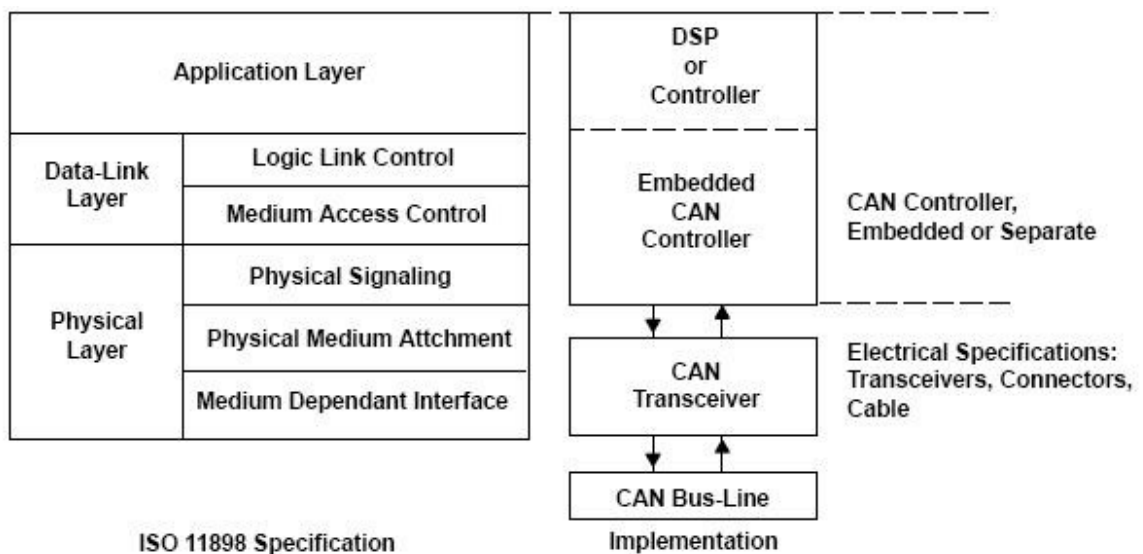 Application Layer
Data-Link
Layer
Logic Link Control
Medium Access Control
Physical
Layer
Physical Signaling
Physical Medium Attchment
Medium Dependant Interface
ISO 11898 Specification
DSP
or
Controller
Embedded
CAN
Controller
CAN
Transceiver
CAN Bus-Line
Implementation
CAN Controller,
Embedded or Separate
Electrical Specifications:
Transceivers, Connectors,
Cable